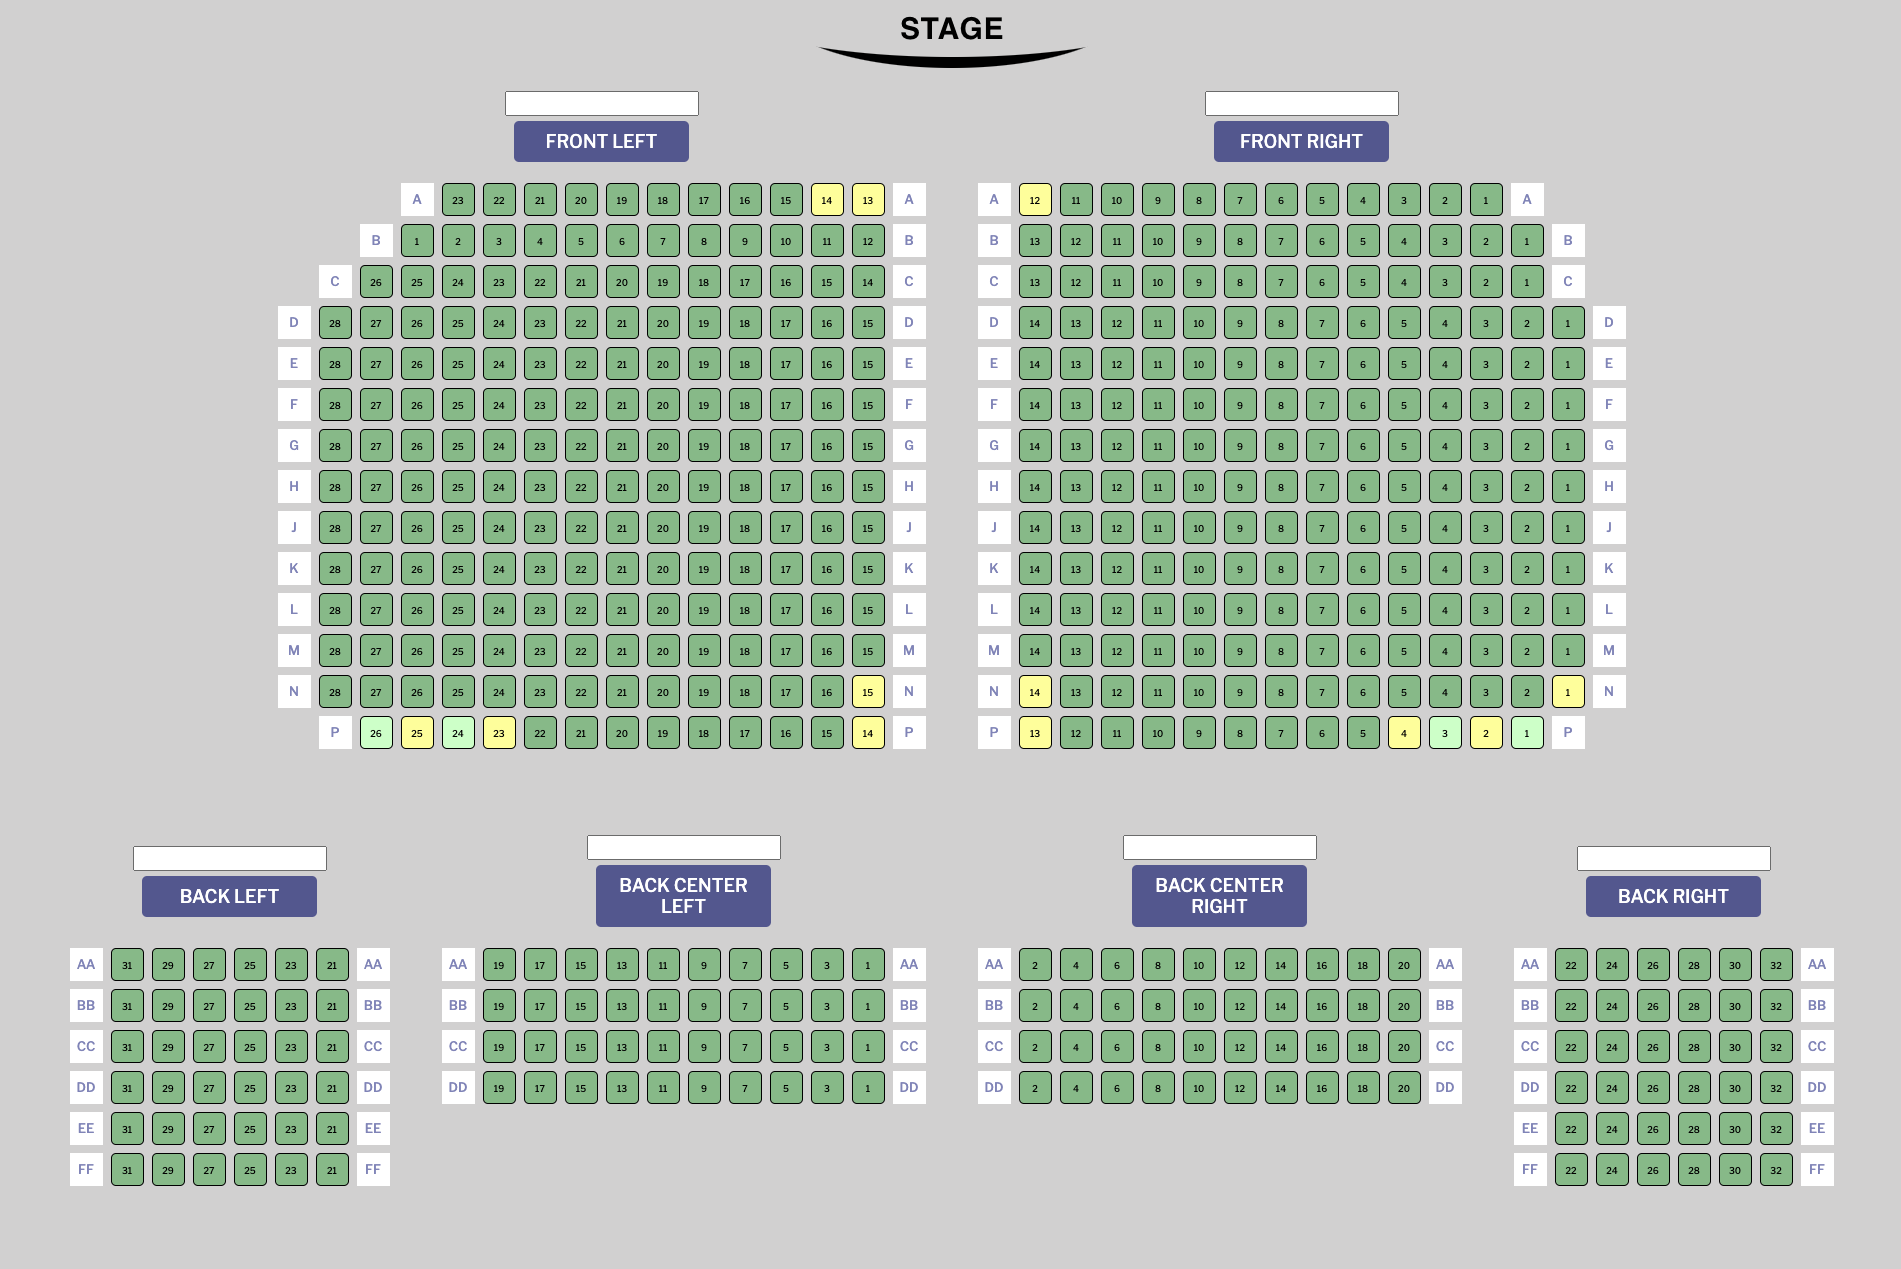 STAGE
FRONT LEFT
FRONT RIGHT
A 23 22 21 20 19 18 17 16 15 14 13 A
A 12 11 10 9 8 7 6 5 4 3 2 1 A
B 1 2 3 4 5 6 7 8 9 10 11 12 B
B 13 12 11 10 9 8 7 6 5 4 3 2 1 B
C 26 25 24 23 22 21 20 19 18 17 16 15 14 C
C 13 12 11 10 9 8 7 6 5 4 3 2 1 C
D 28 27 26 25 24 23 22 21 20 19 18 17 16 15 D
D 14 13 12 11 10 9 8 7 6 5 4 3 2 1 D
E 28 27 26 25 24 23 22 21 20 19 18 17 16 15 E
E 14 13 12 11 10 9 8 7 6 5 4 3 2 1 E
F 28 27 26 25 24 23 22 21 20 19 18 17 16 15 F
F 14 13 12 11 10 9 8 7 6 5 4 3 2 1 F
G 28 27 26 25 24 23 22 21 20 19 18 17 16 15 G
G 14 13 12 11 10 9 8 7 6 5 4 3 2 1 G
H 28 27 26 25 24 23 22 21 20 19 18 17 16 15 H
H 14 13 12 11 10 9 8 7 6 5 4 3 2 1 H
J 28 27 26 25 24 23 22 21 20 19 18 17 16 15 J
J 14 13 12 11 10 9 8 7 6 5 4 3 2 1 J
K 28 27 26 25 24 23 22 21 20 19 18 17 16 15 K
K 14 13 12 11 10 9 8 7 6 5 4 3 2 1 K
L 28 27 26 25 24 23 22 21 20 19 18 17 16 15 L
L 14 13 12 11 10 9 8 7 6 5 4 3 2 1 L
M 28 27 26 25 24 23 22 21 20 19 18 17 16 15 M
M 14 13 12 11 10 9 8 7 6 5 4 3 2 1 M
N 28 27 26 25 24 23 22 21 20 19 18 17 16 15 N
N 14 13 12 11 10 9 8 7 6 5 4 3 2 1 N
P 26 25 24 23 22 21 20 19 18 17 16 15 14 P
P 13 12 11 10 9 8 7 6 5 4 3 2 1 P
BACK LEFT
BACK CENTER
LEFT
BACK CENTER
RIGHT
BACK RIGHT
AA 31 29 27 25 23 21 AA
AA 19 17 15 13 11 9 7 5 3 1 AA
AA 2 4 6 8 10 12 14 16 18 20 AA
AA 22 24 26 28 30 32 AA
BB 31 29 27 25 23 21 BB
BB 19 17 15 13 11 9 7 5 3 1 BB
BB 2 4 6 8 10 12 14 16 18 20 BB
BB 22 24 26 28 30 32 BB
CC 31 29 27 25 23 21 CC
CC 19 17 15 13 11 9 7 5 3 1 CC
CC 2 4 6 8 10 12 14 16 18 20 CC
CC 22 24 26 28 30 32 CC
DD 31 29 27 25 23 21 DD
DD 19 17 15 13 11 9 7 5 3 1 DD
DD 2 4 6 8 10 12 14 16 18 20 DD
DD 22 24 26 28 30 32 DD
EE 31 29 27 25 23 21 EE
EE 22 24 26 28 30 32 EE
FF 31 29 27 25 23 21 FF
FF 22 24 26 28 30 32 FF